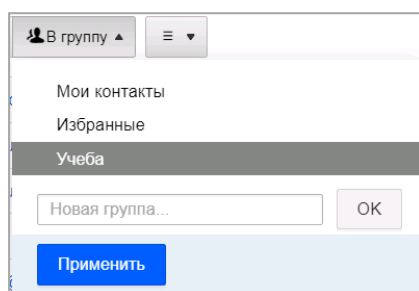 В группу
Мои контакты
Избранные
Учеба
Новая группа... OK
Применить